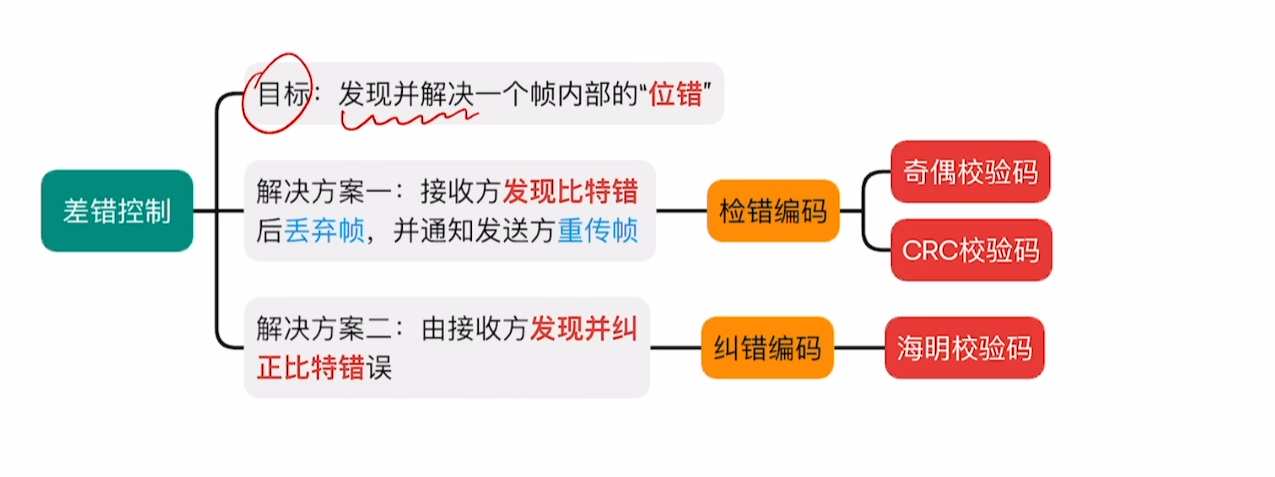 目标：发现并解决一个帧内部的“位错”
差错控制
解决方案一：接收方发现比特错
后丢弃帧，并通知发送方重传帧
检错编码
奇偶校验码
CRC校验码
解决方案二：由接收方发现并纠
正比特错误
纠错编码
海明校验码